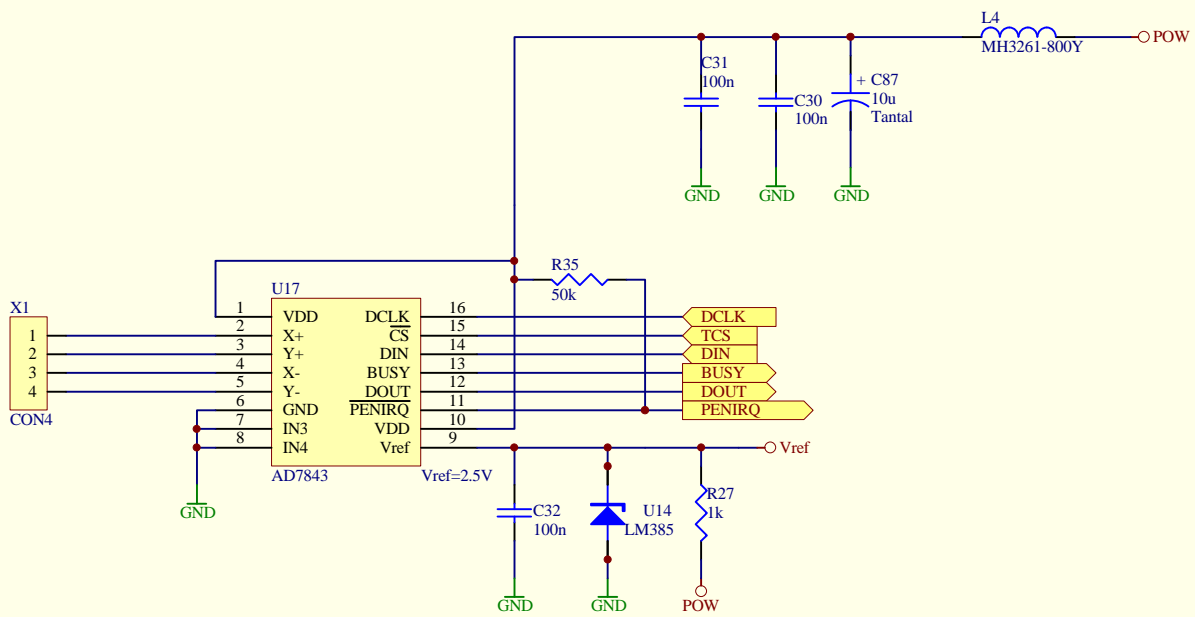 L4
MH3261-800Y
POW
C31
100n
C30
100n
+ C87
10u
Tantal
GND
GND
GND
R35
50k
U17
X1
1
2
3
4
CON4
1 VDD DCLK 16 DCLK
2 X+ CS 15 TCS
3 Y+ DIN 14 DIN
4 X- BUSY 13 BUSY
5 Y- DOUT 12 DOUT
6 GND PENIRQ 11 PENIRQ
7 IN3 VDD 10
8 IN4 Vref 9
Vref
AD7843
Vref=2.5V
GND
C32
100n
U14
LM385
R27
1k
GND
GND
POW